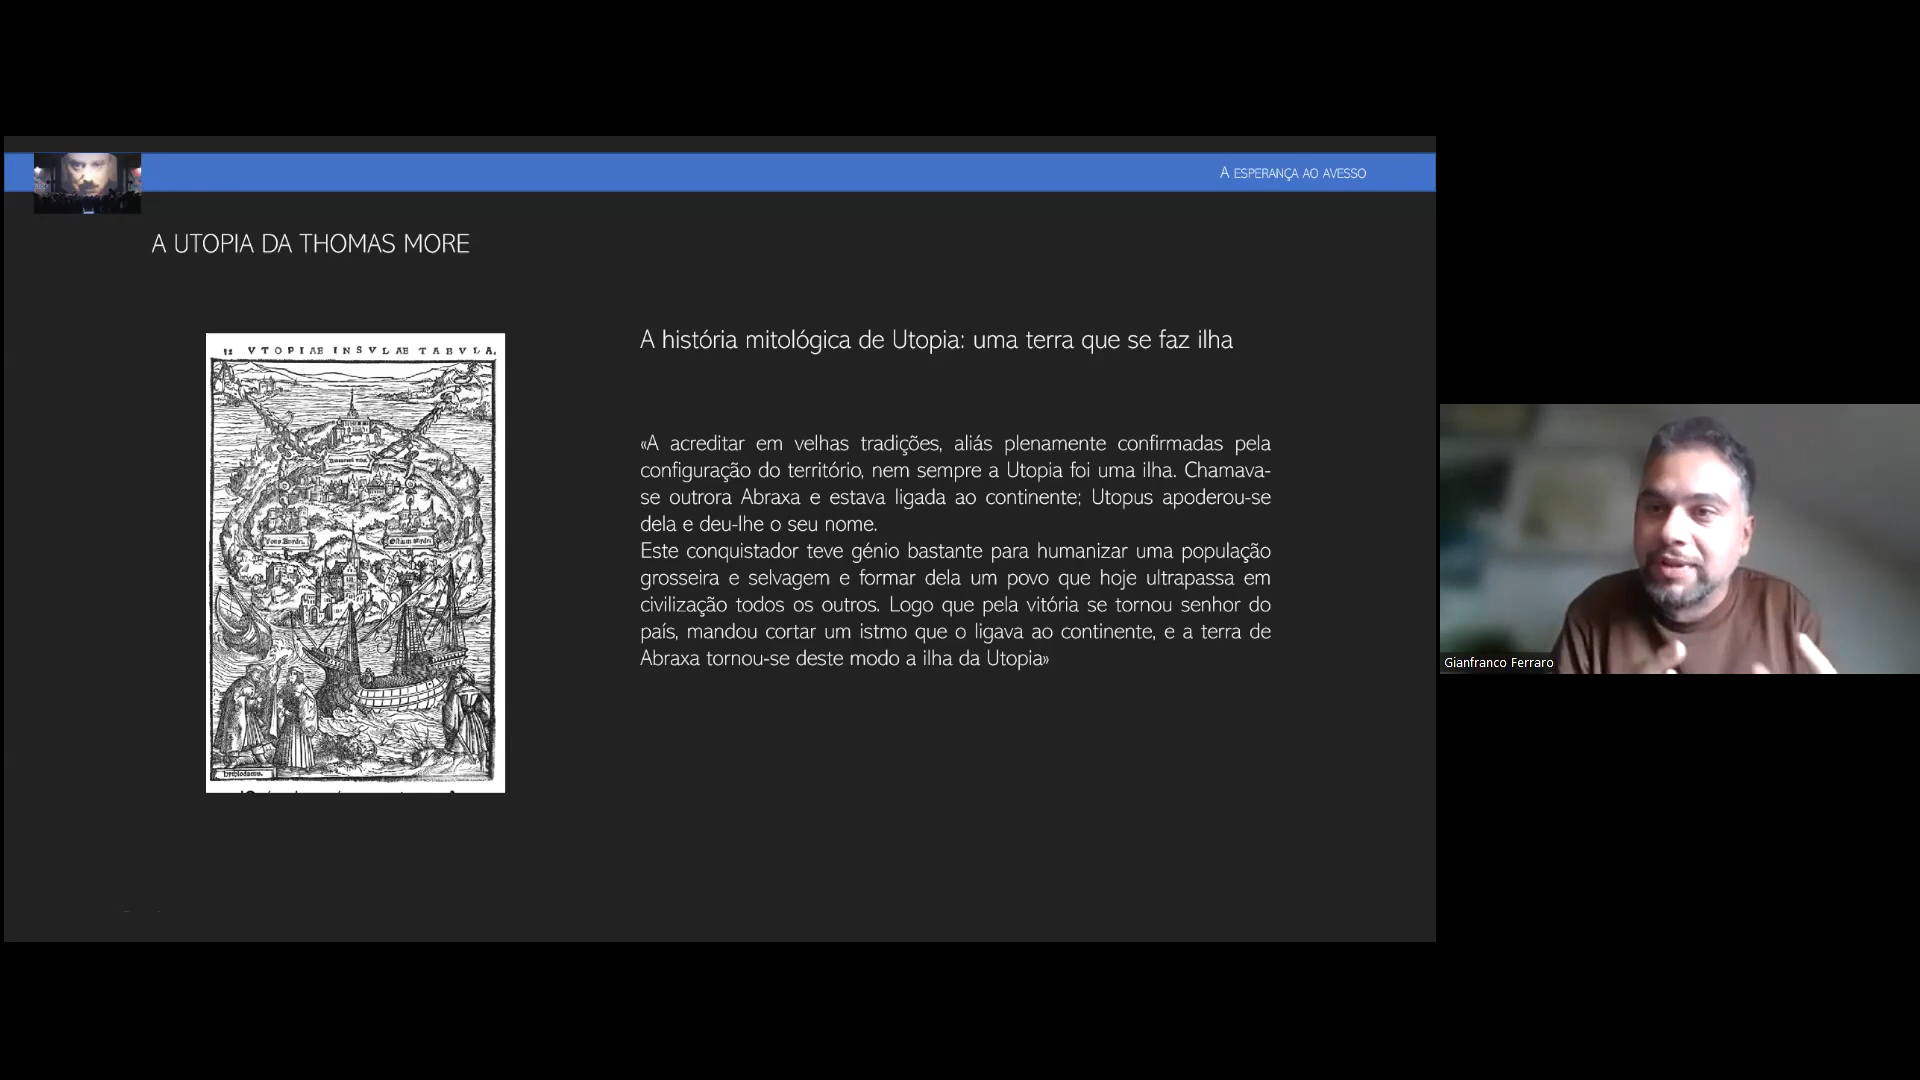 A ESPERANÇA AO AVESSO
A UTOPIA DA THOMAS MORE
12 VTOPIAE INSVLAE TABVLA.
A história mitológica de Utopia: uma terra que se faz ilha
«A acreditar em velhas tradições, aliás plenamente confirmadas pela
configuração do território, nem sempre a Utopia foi uma ilha. Chamava-
se outrora Abraxa e estava ligada ao continente; Utopus apoderou-se
dela e deu-lhe o seu nome.
Este conquistador teve génio bastante para humanizar uma população
grosseira e selvagem e formar dela um povo que hoje ultrapassa em
civilização todos os outros. Logo que pela vitória se tornou senhor do
país, mandou cortar um istmo que o ligava ao continente, e a terra de
Abraxa tornou-se deste modo a ilha da Utopia»
Gianfranco Ferraro